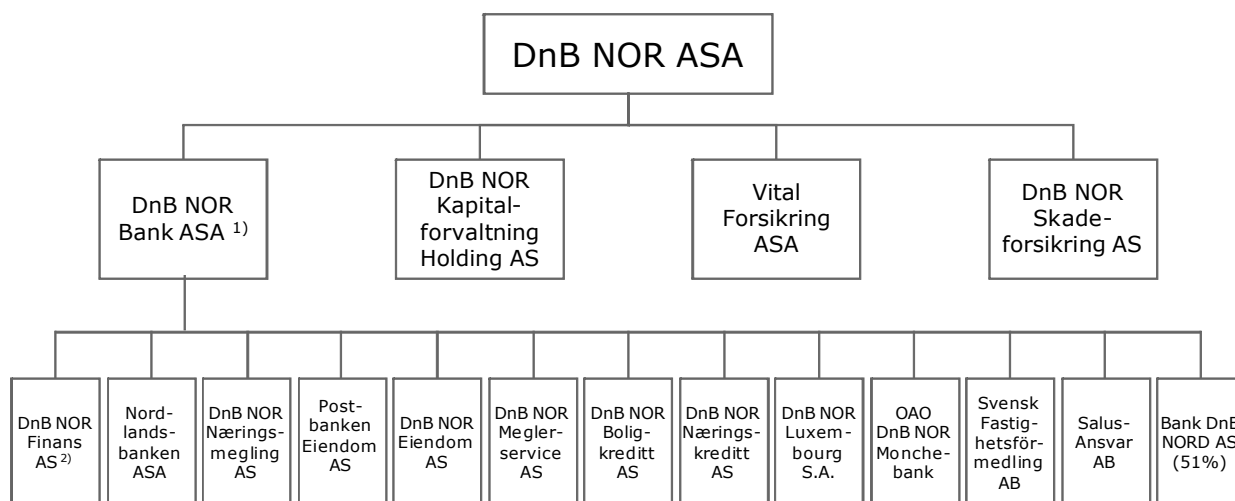 DnB NOR ASA
DnB NOR
Bank ASA 1)
DnB NOR
Kapital-
forvaltning
Holding AS
Vital
Forsikring
ASA
DnB NOR
Skade-
forsikring AS
DnB NOR
Finans
AS2)
Nord-
lands-
banken
ASA
DnB NOR
Nærings-
megling
AS
Post-
banken
Eiendom
AS
DnB NOR
Eiendom
AS
DnB NOR
Megler-
service
AS
DnB NOR
Bolig-
kreditt
AS
DnB NOR
Nærings-
kreditt
AS
DnB NOR
Luxem-
bourg
S.A.
OAO
DnB NOR
Monche-
bank
Svensk
Fastig-
hetsför-
medling
AB
Salus-
Ansvar
AB
Bank DnB
NORD AS
(51%)